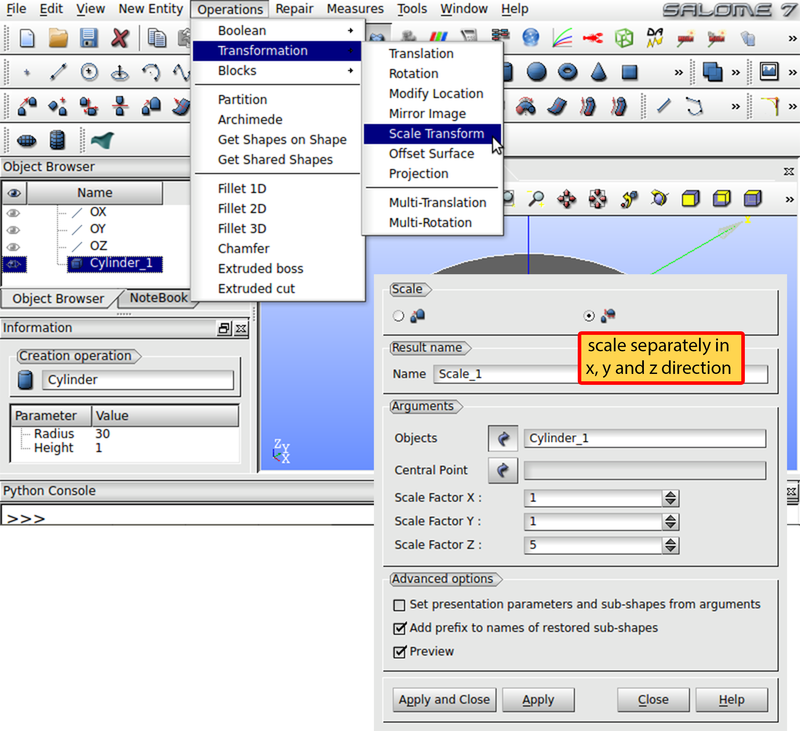 File Edit View New Entity Operations Repair Measures Tools Window Help
SALOME 7
Boolean
Transformation
Blocks
Partition
Archimede
Get Shapes on Shape
Get Shared Shapes
Fillet 1D
Fillet 2D
Fillet 3D
Chamfer
Extruded boss
Extruded cut
Translation
Rotation
Modify Location
Mirror Image
Scale Transform
Offset Surface
Projection
Multi-Translation
Multi-Rotation
Object Browser
Name
OX
OY
OZ
Cylinder_1
Object Browser NoteBook
Information
Creation operation
Cylinder
Parameter Value
Radius 30
Height 1
Z Y
X
Python Console
>>>
Scale
Result name
Name Scale_1
scale separately in
x, y and z direction
Arguments
Objects Cylinder_1
Central Point
Scale Factor X : 1
Scale Factor Y : 1
Scale Factor Z : 5
Advanced options
Set presentation parameters and sub-shapes from arguments
Add prefix to names of restored sub-shapes
Preview
Apply and Close Apply Close Help